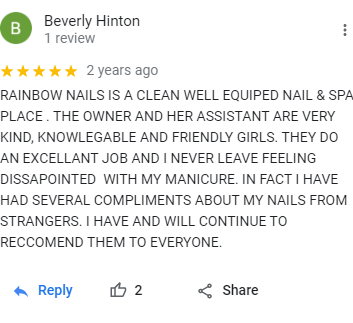 B
Beverly Hinton
1 review
2 years ago
RAINBOW NAILS IS A CLEAN WELL EQUIPED NAIL & SPA
PLACE . THE OWNER AND HER ASSISTANT ARE VERY
KIND, KNOWLEGABLE AND FRIENDLY GIRLS. THEY DO
AN EXCELLANT JOB AND I NEVER LEAVE FEELING
DISSAPOINTED  WITH MY MANICURE. IN FACT I HAVE
HAD SEVERAL COMPLIMENTS ABOUT MY NAILS FROM
STRANGERS. I HAVE AND WILL CONTINUE TO
RECCOMEND THEM TO EVERYONE.
Reply 2 Share